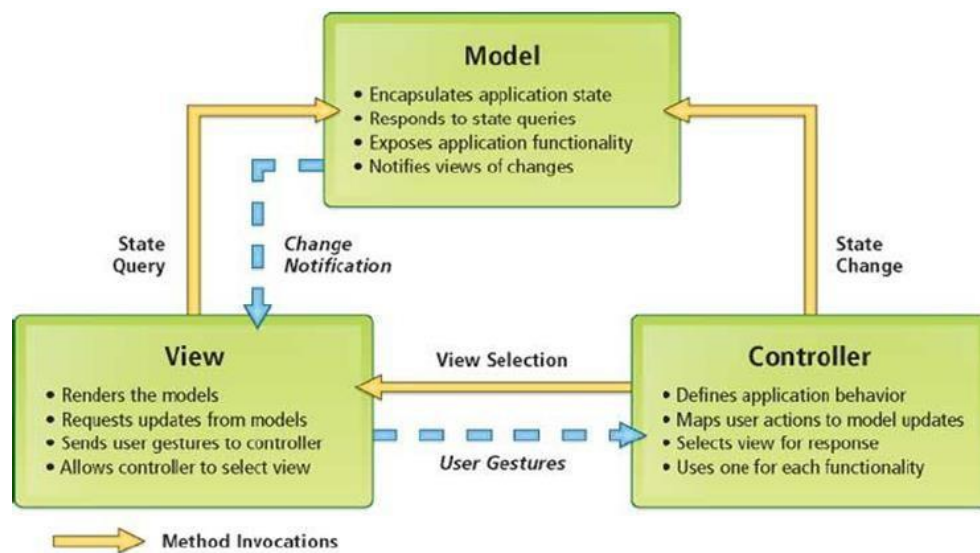 Model
• Encapsulates application state
• Responds to state queries
• Exposes application functionality
• Notifies views of changes
State
Query
Change
Notification
State
Change
View
• Renders the models
• Requests updates from models
• Sends user gestures to controller
• Allows controller to select view
View Selection
User Gestures
Controller
• Defines application behavior
• Maps user actions to model updates
• Selects view for response
• Uses one for each functionality
Method Invocations